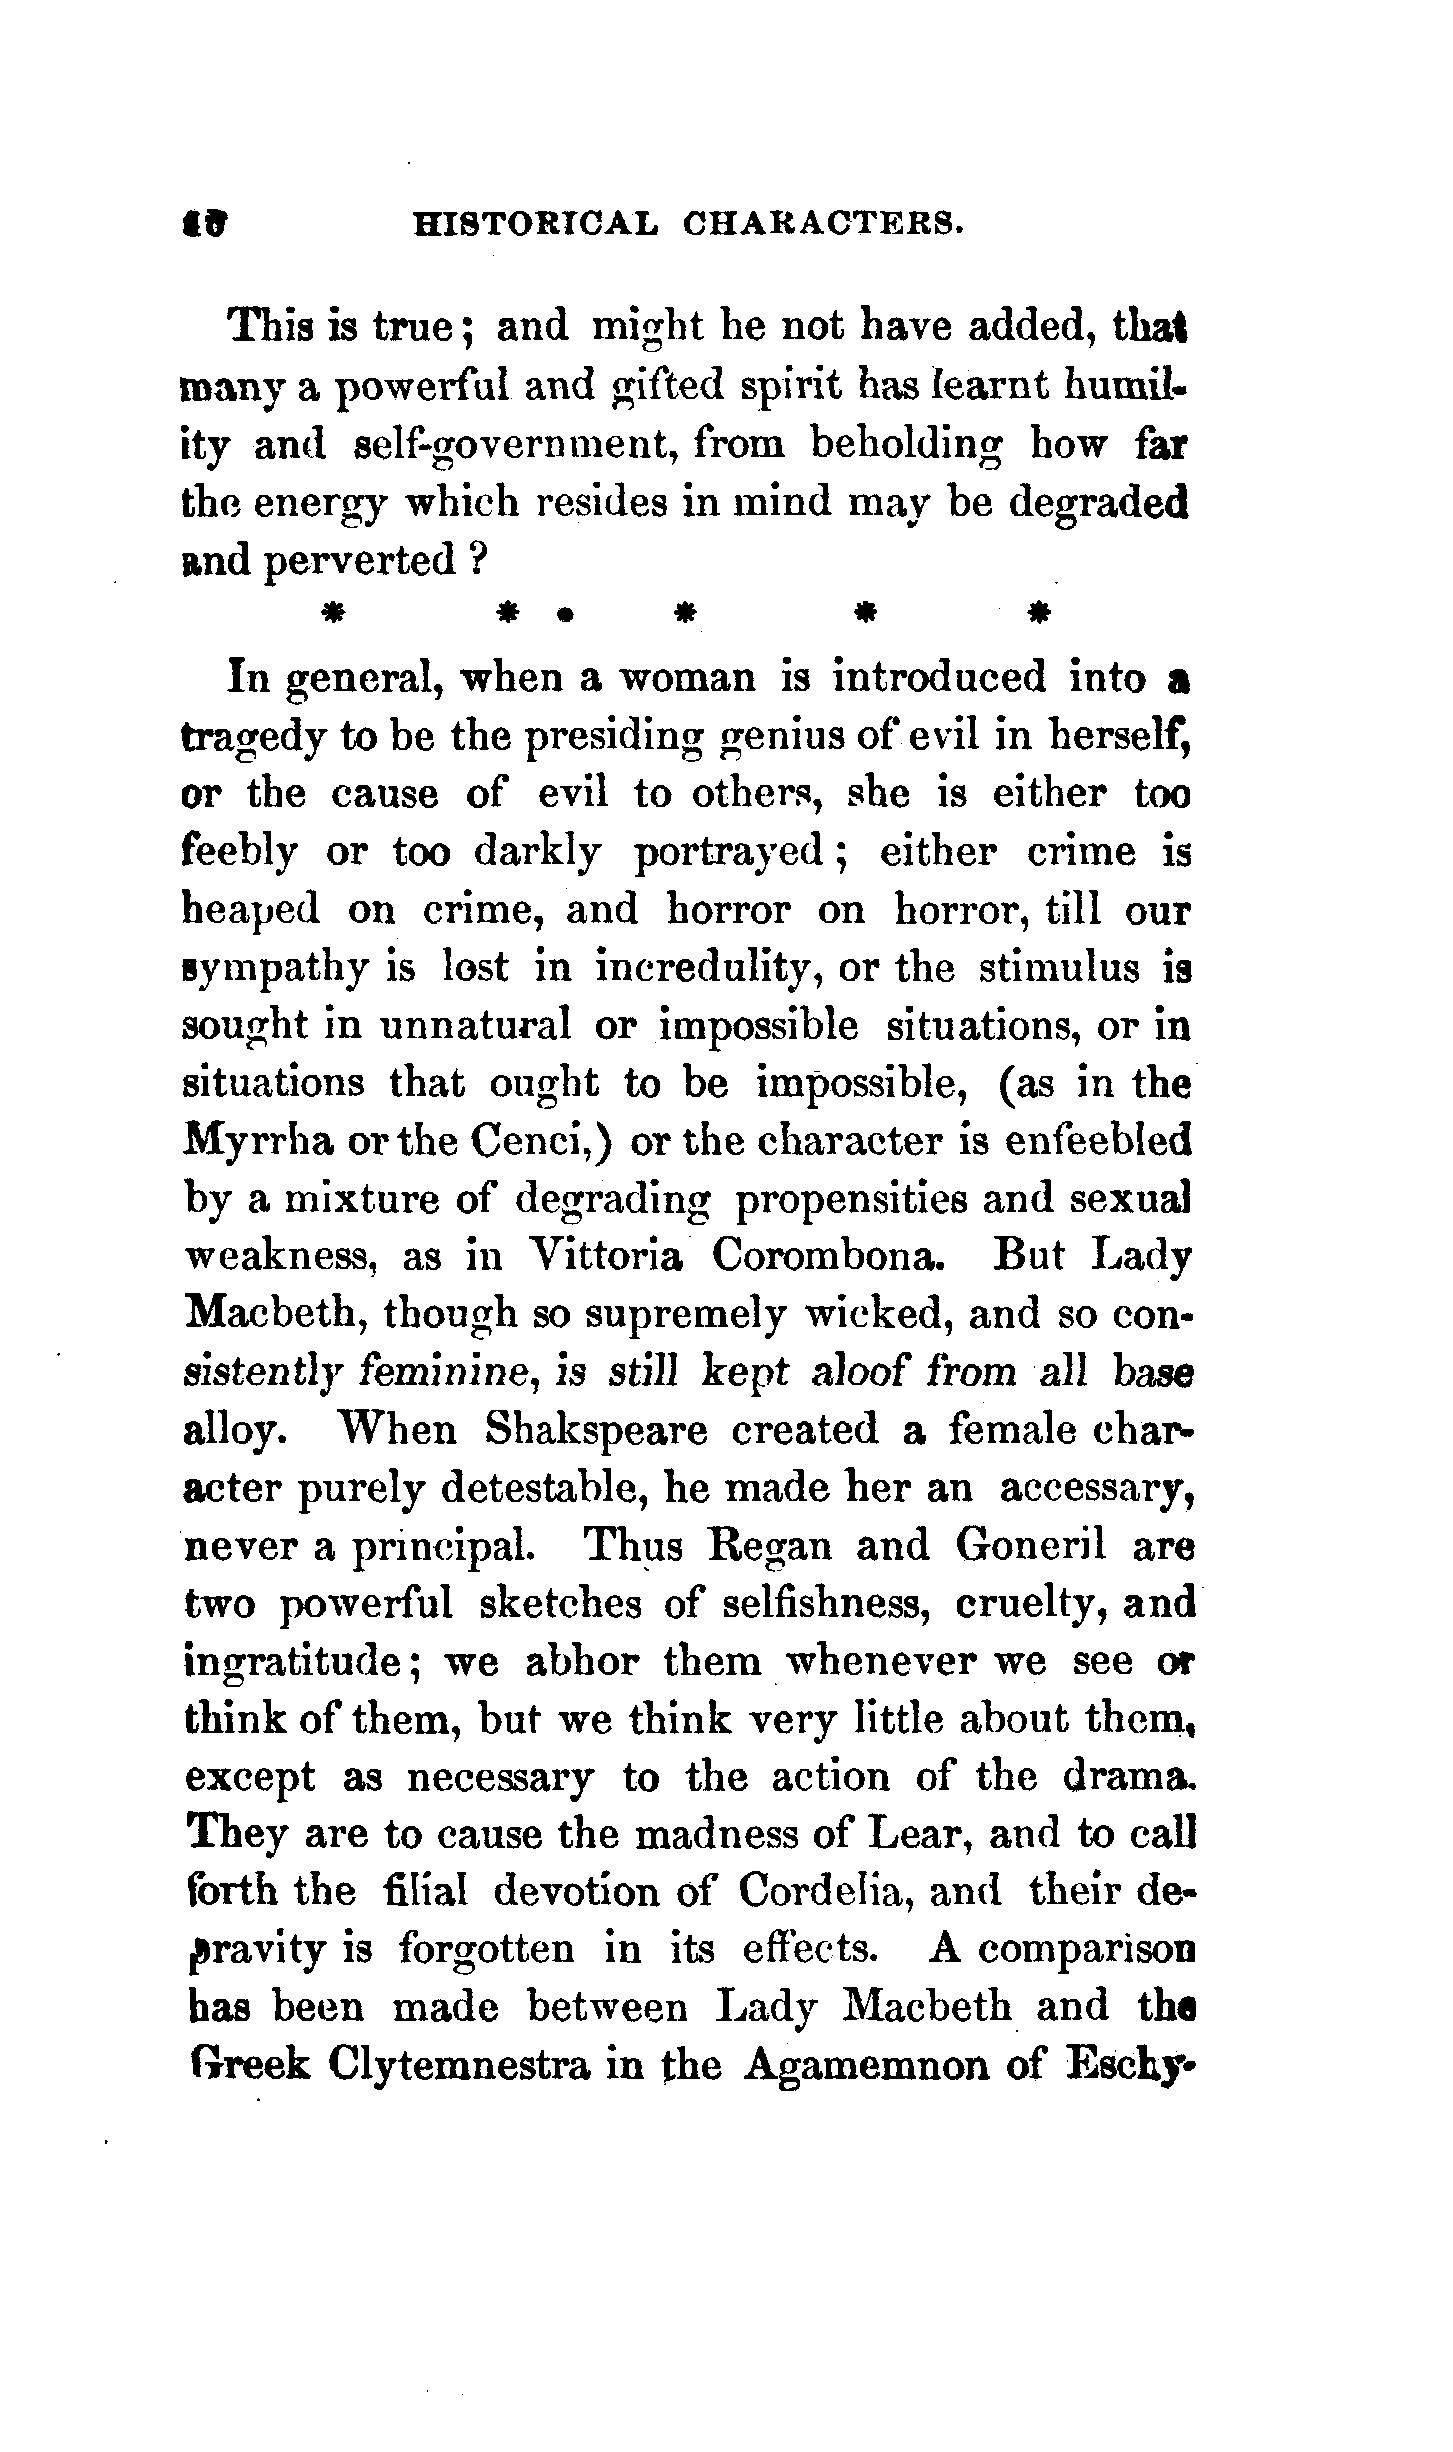 HISTORICAL CHARACTERS.
This is true; and might he not have added, that
many a powerful and gifted spirit has learnt humil-
ity and self-government, from beholding how far
the energy which resides in mind may be degraded
and perverted ?
* * • * * *
In general, when a woman is introduced into a
tragedy to be the presiding genius of evil in herself,
or the cause of evil to others, she is either too
feebly or too darkly portrayed; either crime is
heaped on crime, and horror on horror, till our
sympathy is lost in incredulity, or the stimulus is
sought in unnatural or impossible situations, or in
situations that ought to be impossible, (as in the
Myrrha or the Cenci,) or the character is enfeebled
by a mixture of degrading propensities and sexual
weakness, as in Vittoria Corombona. But Lady
Macbeth, though so supremely wicked, and so con-
sistently feminine, is still kept aloof from all base
alloy. When Shakspeare created a female char-
acter purely detestable, he made her an accessary,
never a principal. Thus Regan and Goneril are
two powerful sketches of selfishness, cruelty, and
ingratitude; we abhor them whenever we see or
think of them, but we think very little about them,
except as necessary to the action of the drama.
They are to cause the madness of Lear, and to call
forth the filial devotion of Cordelia, and their de-
pravity is forgotten in its effects. A comparison
has been made between Lady Macbeth and the
Greek Clytemnestra in the Agamemnon of Eschy-